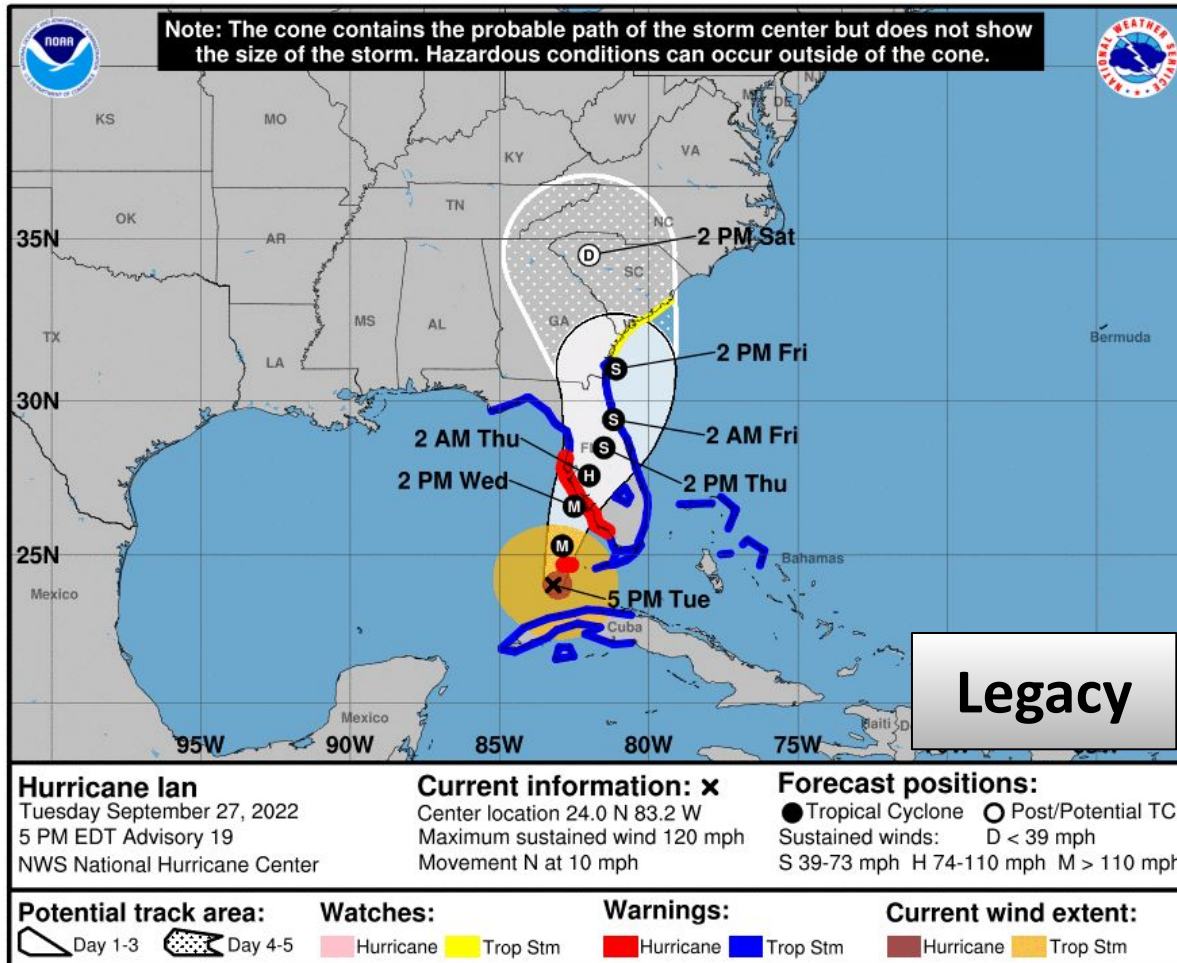 Note: The cone contains the probable path of the storm center but does not show
the size of the storm. Hazardous conditions can occur outside of the cone.
NOAA
NATIONAL WEATHER SERVICE
NJ
DE
KS
MO
WV
KY
VA
OK
TN
NC
AR
35N
2 PM Sat
D
SC
MS
AL
GA
TX
LA
Bermuda
2 PM Fri
S
30N
2 AM Fri
S
2 AM Thu
FL
S
H
2 PM Wed
2 PM Thu
M
25N
M
Bahamas
Mexico
5 PM Tue
Cuba
Legacy
Mexico
Haiti
95W
90W
85W
80W
75W
Hurricane Ian
Tuesday September 27, 2022
5 PM EDT Advisory 19
NWS National Hurricane Center
Current information: ×
Center location 24.0 N 83.2 W
Maximum sustained wind 120 mph
Movement N at 10 mph
Forecast positions:
● Tropical Cyclone ○ Post/Potential TC
Sustained winds: D < 39 mph
S 39-73 mph H 74-110 mph M > 110 mph
Potential track area:
Day 1-3 Day 4-5
Watches:
Hurricane Trop Stm
Warnings:
Hurricane Trop Stm
Current wind extent:
Hurricane Trop Stm